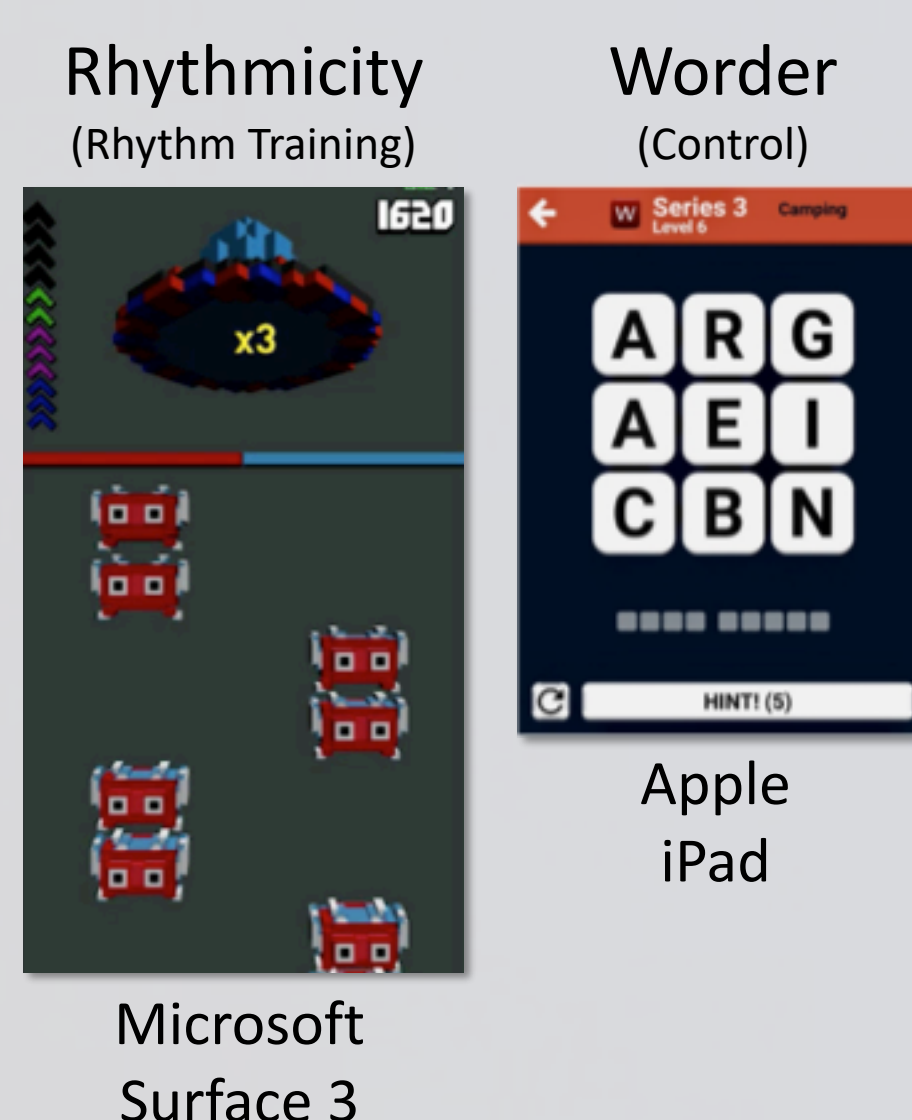 Rhythmicity
(Rhythm Training)
1620
x3
Microsoft
Surface 3
Worder
(Control)
W
Series 3
Camping
Level 6
A R G
A E I
C B N
HINT! (5)
Apple
iPad